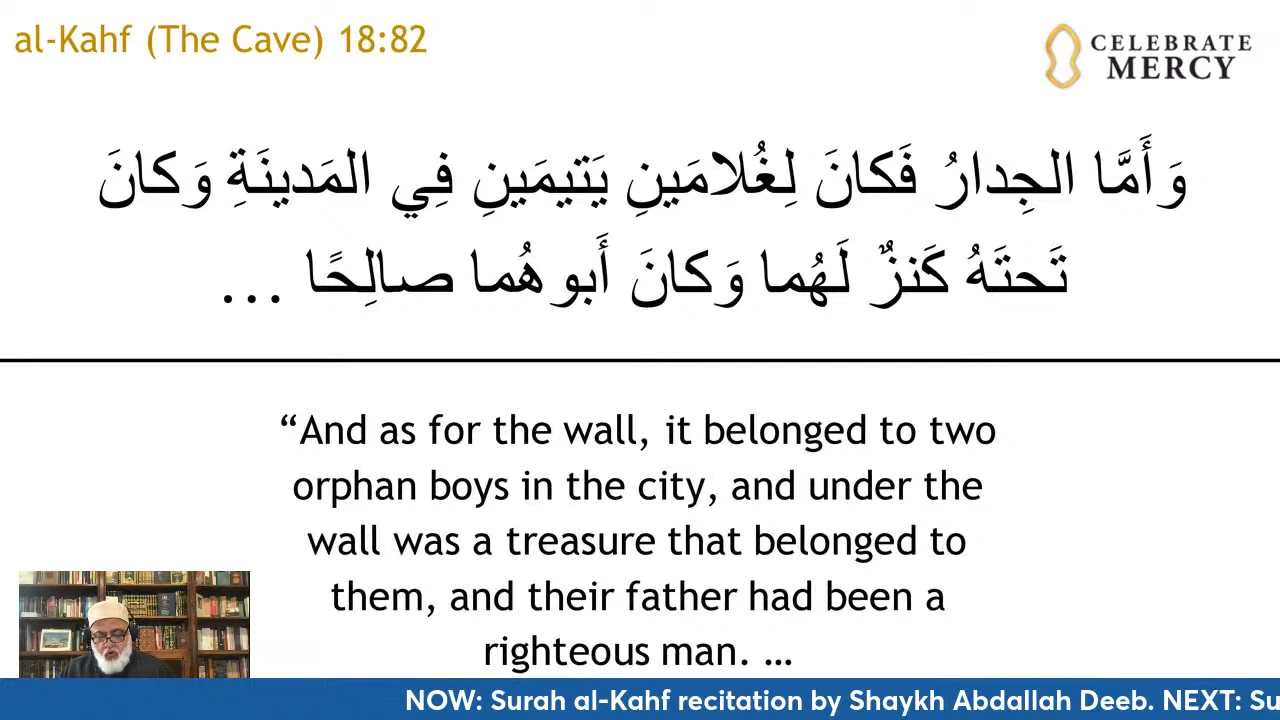 al-Kahf (The Cave) 18:82
CELEBRATE
MERCY
وَأَمَّا الجِدارُ فَكانَ لِغُلامَينِ يَتيمَينِ فِي المَدينَةِ وَكانَ
تَحتَهُ كَنزٌ لَهُما وَكانَ أَبوهُما صالِحًا ...
“And as for the wall, it belonged to two
orphan boys in the city, and under the
wall was a treasure that belonged to
them, and their father had been a
righteous man. …
NOW: Surah al-Kahf recitation by Shaykh Abdallah Deeb. NEXT: Su